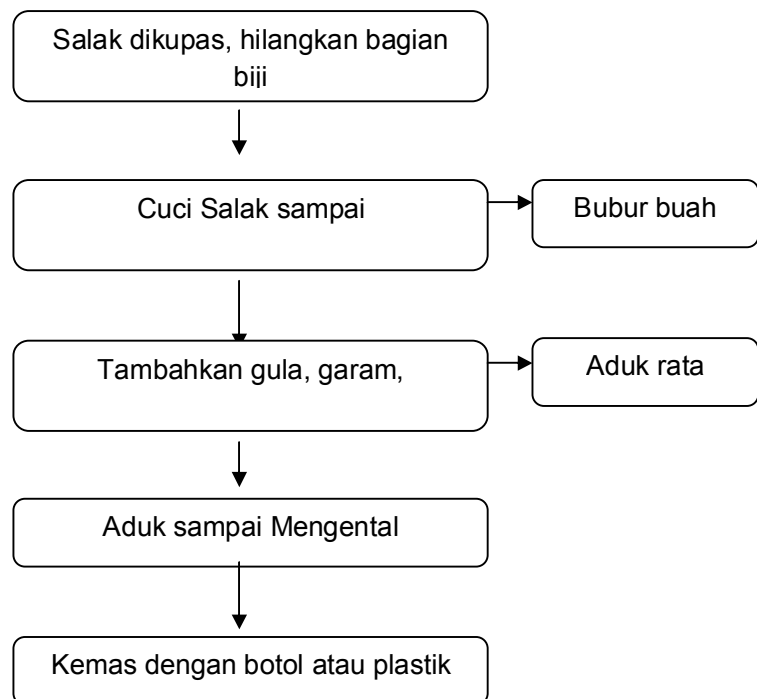 Salak dikupas, hilangkan bagian
biji
Cuci Salak sampai
Bubur buah
Tambahkan gula, garam,
Aduk rata
Aduk sampai Mengental
Kemas dengan botol atau plastik